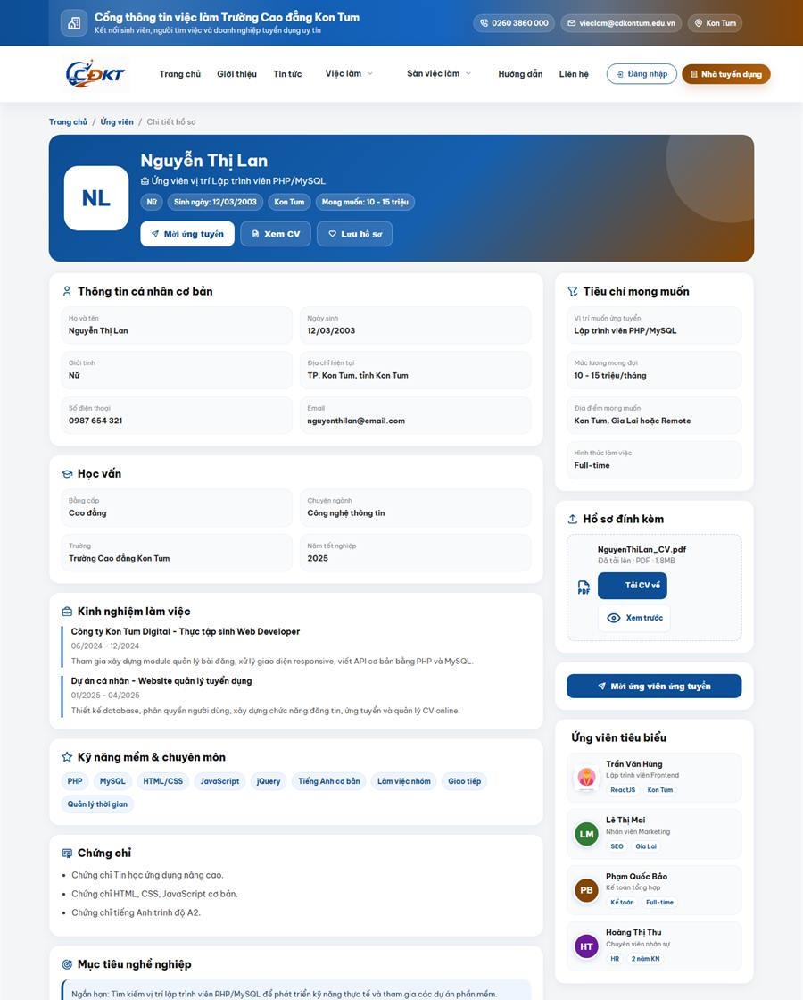 Cổng thông tin việc làm Trường Cao đẳng Kon Tum
Kết nối sinh viên, người tìm việc và doanh nghiệp tuyển dụng uy tín
0260 3860 000
vieclam@cdkontum.edu.vn
Kon Tum
CĐKT
Trang chủ
Giới thiệu
Tin tức
Việc làm
Sàn việc làm
Hướng dẫn
Liên hệ
Đăng nhập
Nhà tuyển dụng
Trang chủ / Ứng viên / Chi tiết hồ sơ
NL
Nguyễn Thị Lan
Ứng viên vị trí Lập trình viên PHP/MySQL
Nữ
Sinh ngày: 12/03/2003
Kon Tum
Mong muốn: 10 - 15 triệu
Mời ứng tuyển
Xem CV
Lưu hồ sơ
Thông tin cá nhân cơ bản
Họ và tên
Nguyễn Thị Lan
Ngày sinh
12/03/2003
Giới tính
Nữ
Địa chỉ hiện tại
TP. Kon Tum, tỉnh Kon Tum
Số điện thoại
0987 654 321
Email
nguyenthilan@email.com
Học vấn
Bằng cấp
Cao đẳng
Chuyên ngành
Công nghệ thông tin
Trường
Trường Cao đẳng Kon Tum
Năm tốt nghiệp
2025
Kinh nghiệm làm việc
Công ty Kon Tum Digital - Thực tập sinh Web Developer
06/2024 - 12/2024
Tham gia xây dựng module quản lý bài đăng, xử lý giao diện responsive, viết API cơ bản bằng PHP và MySQL.
Dự án cá nhân - Website quản lý tuyển dụng
01/2025 - 04/2025
Thiết kế database, phân quyền người dùng, xây dựng chức năng đăng tin, ứng tuyển và quản lý CV online.
Kỹ năng mềm & chuyên môn
PHP
MySQL
HTML/CSS
JavaScript
jQuery
Tiếng Anh cơ bản
Làm việc nhóm
Giao tiếp
Quản lý thời gian
Chứng chỉ
• Chứng chỉ Tin học ứng dụng nâng cao.
• Chứng chỉ HTML, CSS, JavaScript cơ bản.
• Chứng chỉ tiếng Anh trình độ A2.
Mục tiêu nghề nghiệp
Ngắn hạn: Tìm kiếm vị trí lập trình viên PHP/MySQL để phát triển kỹ năng thực tế và tham gia các dự án phần mềm.
Tiêu chí mong muốn
Vị trí muốn ứng tuyển
Lập trình viên PHP/MySQL
Mức lương mong đợi
10 - 15 triệu/tháng
Địa điểm mong muốn
Kon Tum, Gia Lai hoặc Remote
Hình thức làm việc
Full-time
Hồ sơ đính kèm
PDF
NguyenThiLan_CV.pdf
Đã tải lên · PDF · 1.8MB
Tải CV về
Xem trước
Mời ứng viên ứng tuyển
Ứng viên tiêu biểu
Trần Văn Hùng
Lập trình viên Frontend
ReactJS
Kon Tum
LM
Lê Thị Mai
Nhân viên Marketing
SEO
Gia Lai
PB
Phạm Quốc Bảo
Kế toán tổng hợp
Kế toán
Full-time
HT
Hoàng Thị Thu
Chuyên viên nhân sự
HR
2 năm KN